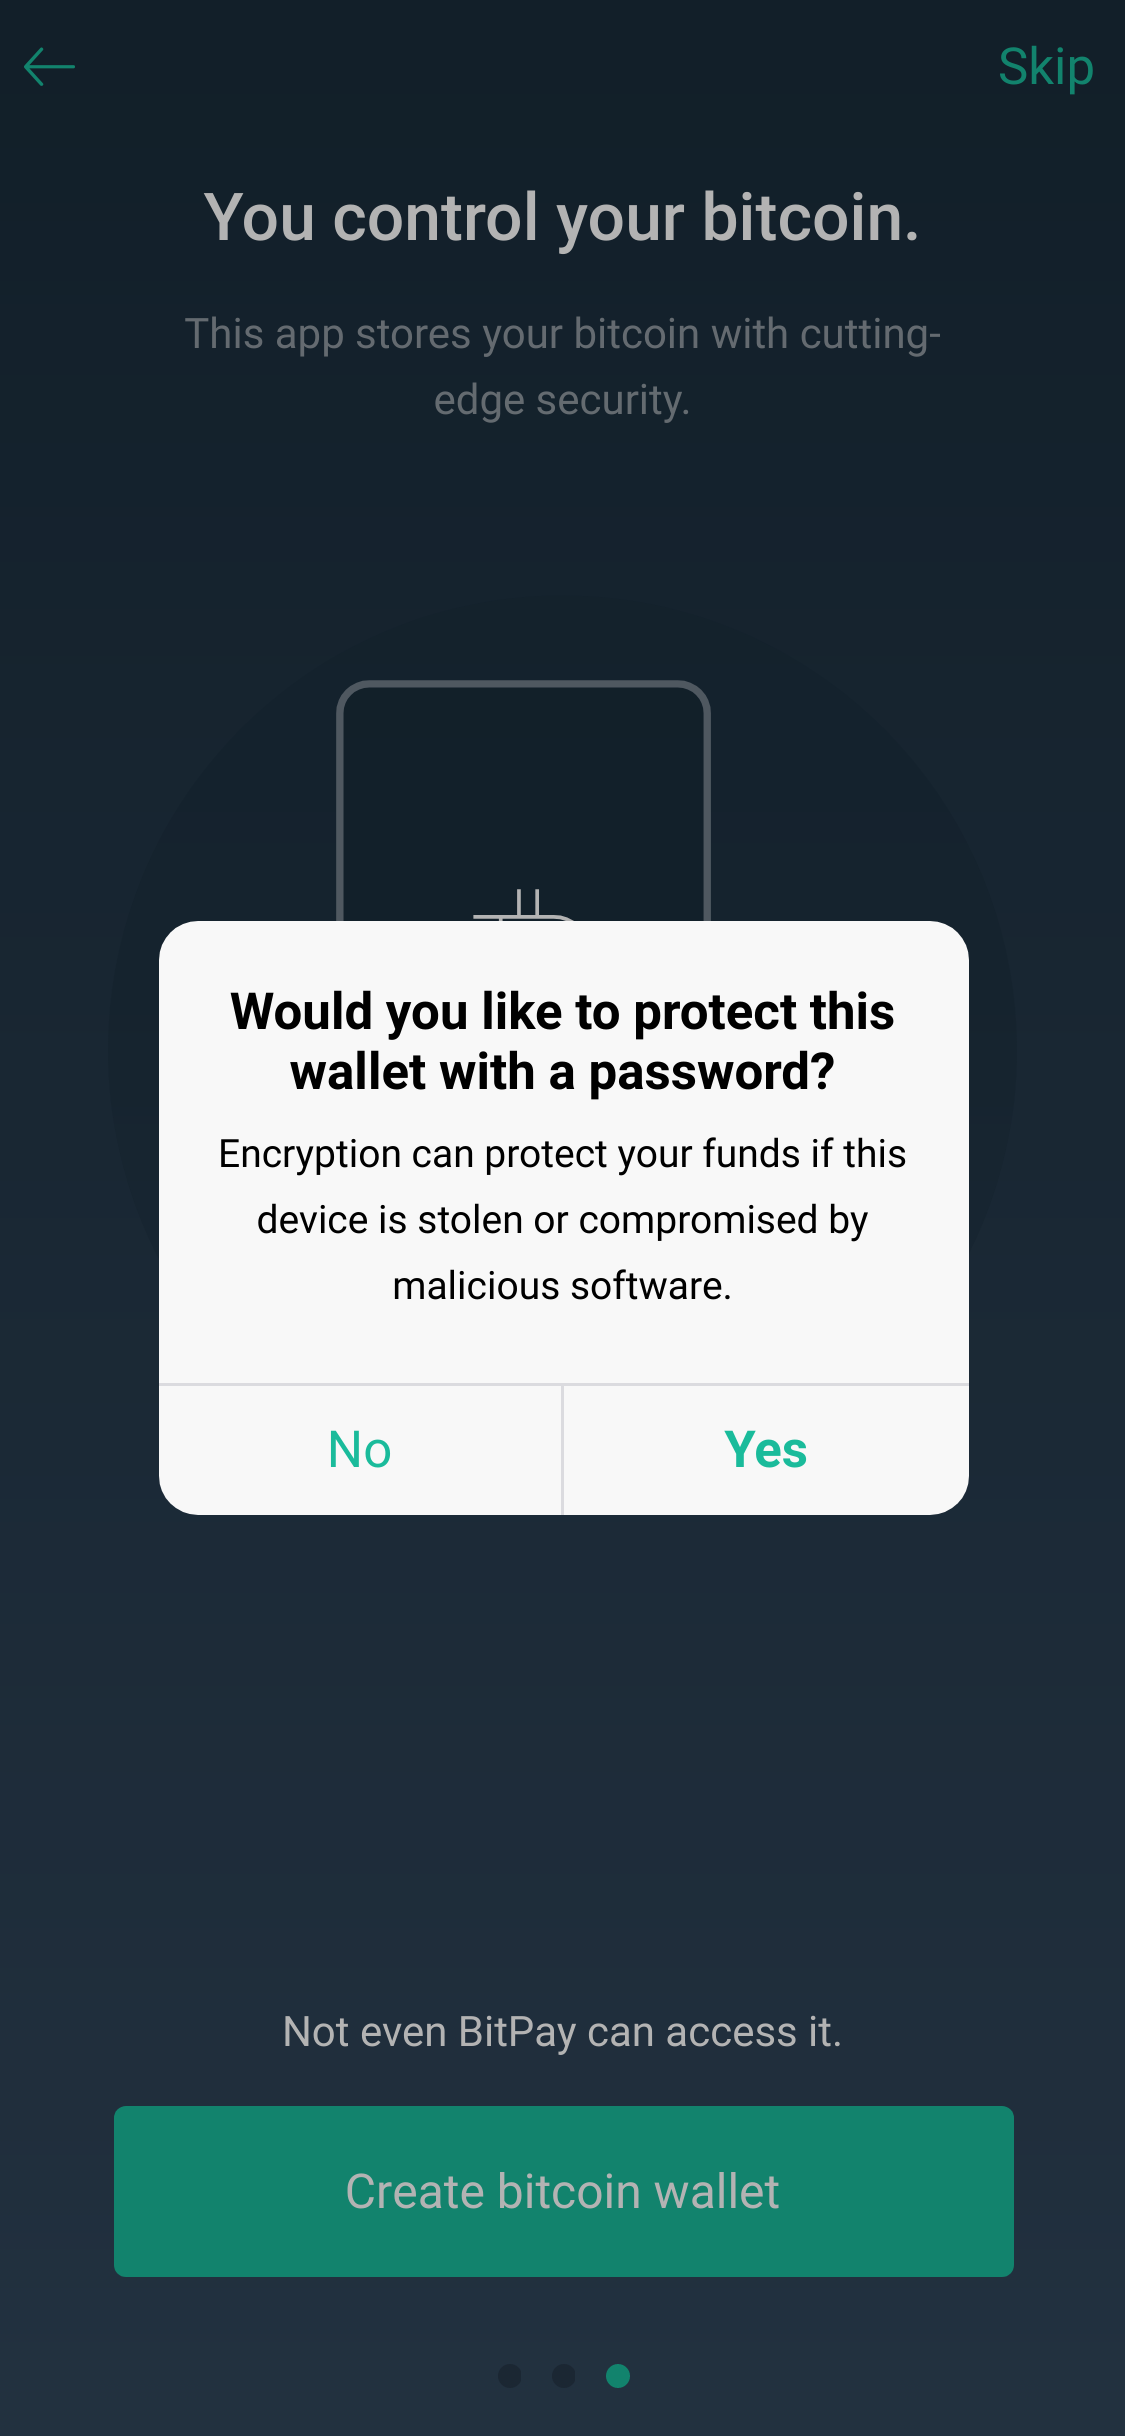 Skip
You control your bitcoin.
This app stores your bitcoin with cutting-
edge security.
Would you like to protect this
wallet with a password?
Encryption can protect your funds if this
device is stolen or compromised by
malicious software.
No
Yes
Not even BitPay can access it.
Create bitcoin wallet